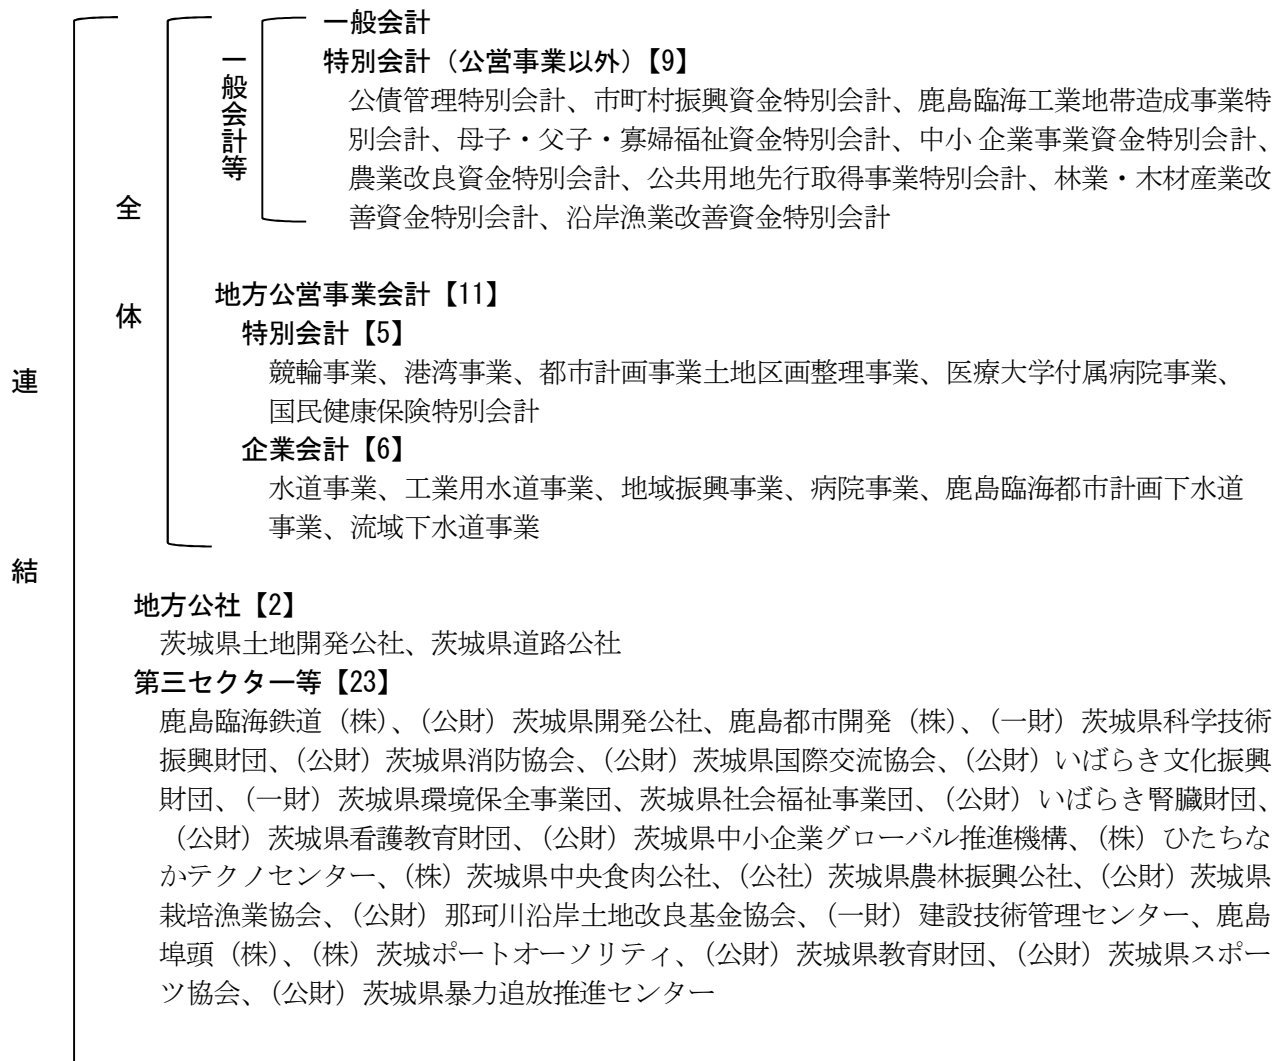 一般会計
特別会計（公営事業以外）【9】
公債管理特別会計、市町村振興資金特別会計、鹿島臨海工業地帯造成事業特
別会計、母子・父子・寡婦福祉資金特別会計、中小 企業事業資金特別会計、
農業改良資金特別会計、公共用地先行取得事業特別会計、林業・木材産業改
善資金特別会計、沿岸漁業改善資金特別会計
一般会計等
地方公営事業会計【11】
特別会計【5】
競輪事業、港湾事業、都市計画事業土地区画整理事業、医療大学付属病院事業、
国民健康保険特別会計
企業会計【6】
水道事業、工業用水道事業、地域振興事業、病院事業、鹿島臨海都市計画下水道
事業、流域下水道事業
全体
地方公社【2】
茨城県土地開発公社、茨城県道路公社
第三セクター等【23】
鹿島臨海鉄道（株）、（公財）茨城県開発公社、鹿島都市開発（株）、（一財）茨城県科学技術
振興財団、（公財）茨城県消防協会、（公財）茨城県国際交流協会、（公財）いばらき文化振興
財団、（一財）茨城県環境保全事業団、茨城県社会福祉事業団、（公財）いばらき腎臓財団、
（公財）茨城県看護教育財団、（公財）茨城県中小企業グローバル推進機構、（株）ひたちな
かテクノセンター、（株）茨城県中央食肉公社、（公社）茨城県農林振興公社、（公財）茨城県
栽培漁業協会、（公財）那珂川沿岸土地改良基金協会、（一財）建設技術管理センター、鹿島
埠頭（株）、（株）茨城ポートオーソリティ、（公財）茨城県教育財団、（公財）茨城県スポー
ツ協会、（公財）茨城県暴力追放推進センター
連結